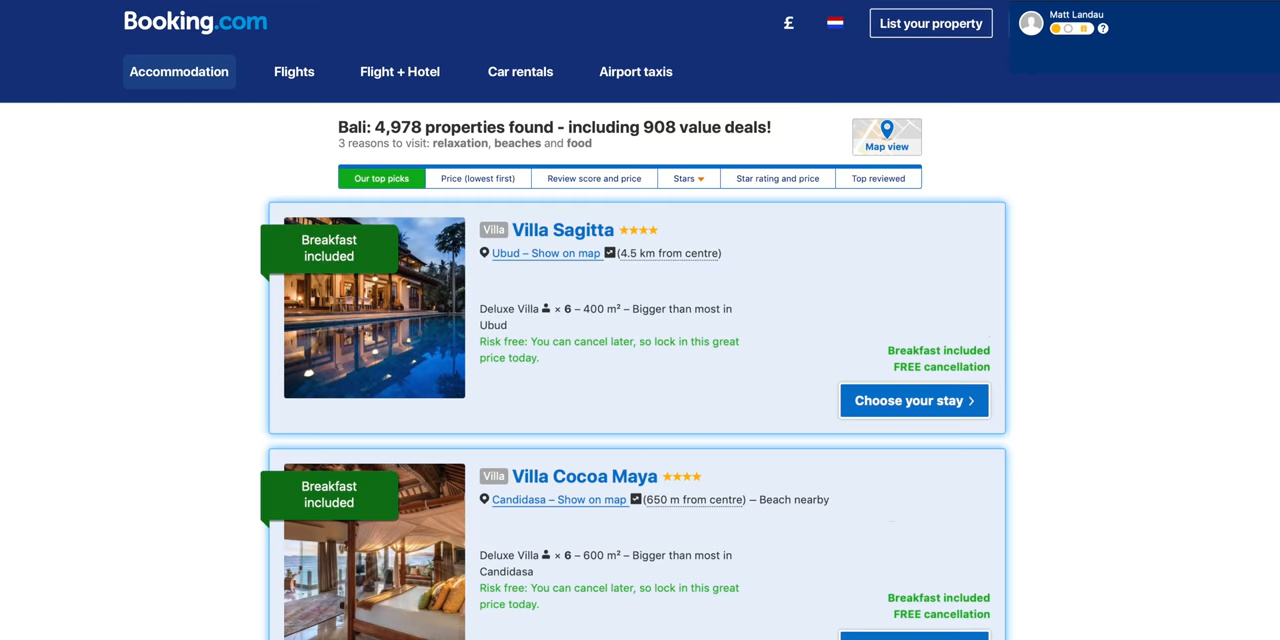 Booking.com
£
List your property
Matt Landau
?
Accommodation
Flights
Flight + Hotel
Car rentals
Airport taxis
Bali: 4,978 properties found - including 908 value deals!
3 reasons to visit: relaxation, beaches and food
Map view
Our top picks
Price (lowest first)
Review score and price
Stars
Star rating and price
Top reviewed
Breakfast
included
Villa Villa Sagitta
Ubud – Show on map (4.5 km from centre)
Deluxe Villa × 6 – 400 m² – Bigger than most in
Ubud
Risk free: You can cancel later, so lock in this great
price today.
Breakfast included
FREE cancellation
Choose your stay
Breakfast
included
Villa Villa Cocoa Maya
Candidasa – Show on map (650 m from centre) – Beach nearby
Deluxe Villa × 6 – 600 m² – Bigger than most in
Candidasa
Risk free: You can cancel later, so lock in this great
price today.
Breakfast included
FREE cancellation